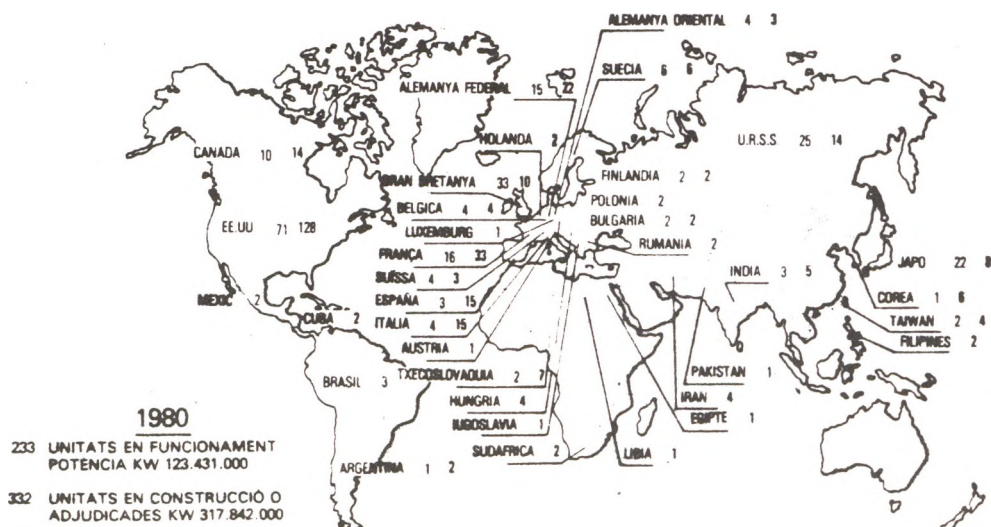 ALEMANYA ORIENTAL 4 3
SUECIA 6 6
ALEMANYA FEDERAL 15 22
HOLANDA 2
U.R.S.S. 25 14
CANADA 10 14
FINLANDIA 2 2
GRAN BRETANYA 33 10
POLONIA 2
BELGICA 4 4
BULGARIA 2 2
EE.UU 71 128
LUXEMBURG 1
RUMANIA 2
FRANÇA 16 33
JAPO 22 8
SUÏSSA 4 3
INDIA 3 5
MEXIC 2
ESPAÑA 3 15
COREA 1 6
CUBA 2
ITALIA 4 15
TAIWAN 2 4
AUSTRIA 1
FILIPINES 2
BRASIL 3
TXECOSLOVAQUIA 2 7
PAKISTAN 1
HUNGRIA 4
IRAN 4
IUGOSLAVIA 1
EGIPTE 1
SUDAFRICA 2
LIBIA 1
ARGENTINA 1 2
1980
233 UNITATS EN FUNCIONAMENT
POTENCIA KW 123.431.000
332 UNITATS EN CONSTRUCCIÓ O
ADJUDICADES KW 317.842.000